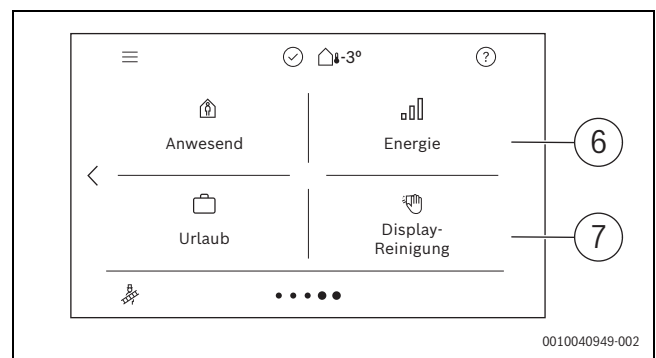 -3°
?
Anwesend
Energie
6
Urlaub
Display-
Reinigung
7
0010040949-002